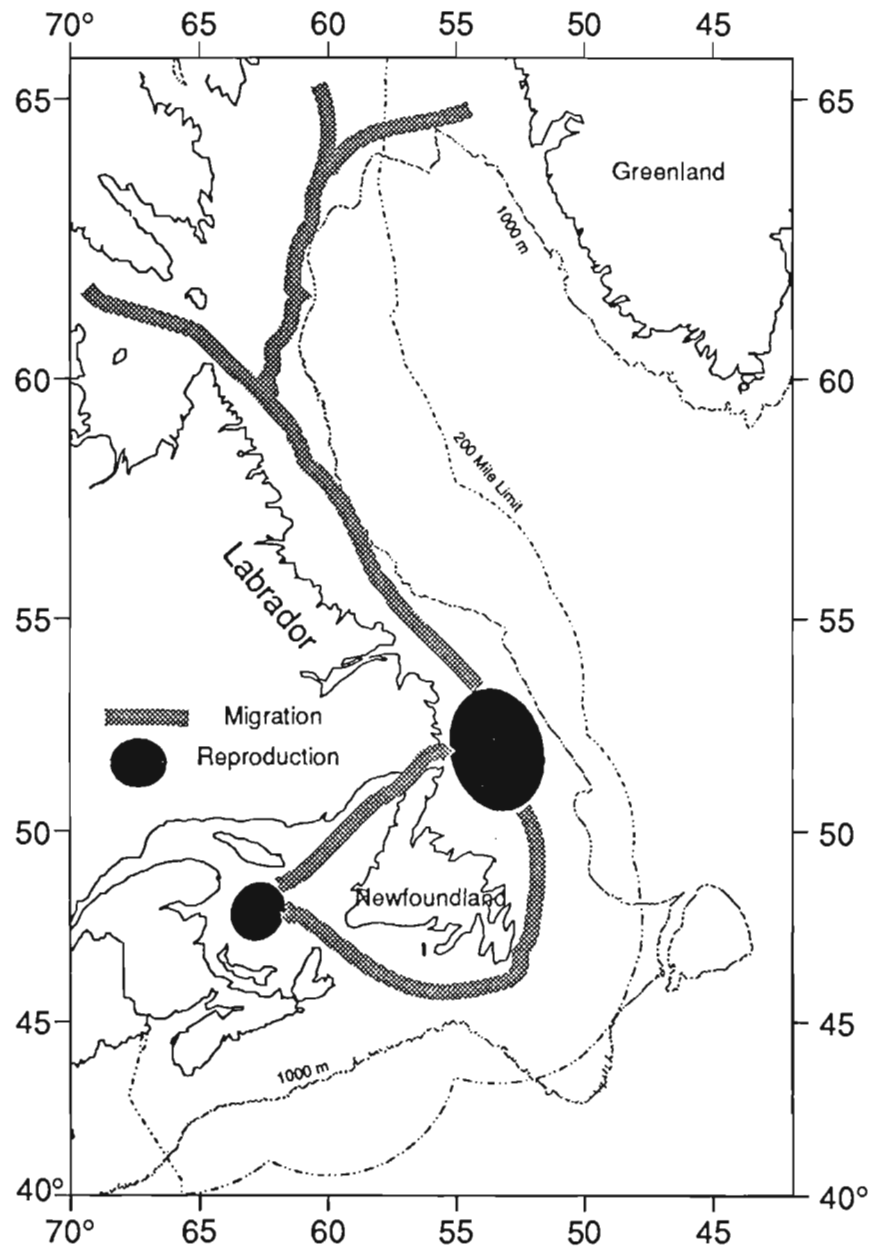 70° 65 60 55 50 45
65 65
Greenland
1000 m
60 60
200 Mile Limit
Labrador
55 55
Migration
Reproduction
50 50
Newfoundland
45 45
1000 m
40° 40°
70° 65 60 55 50 45